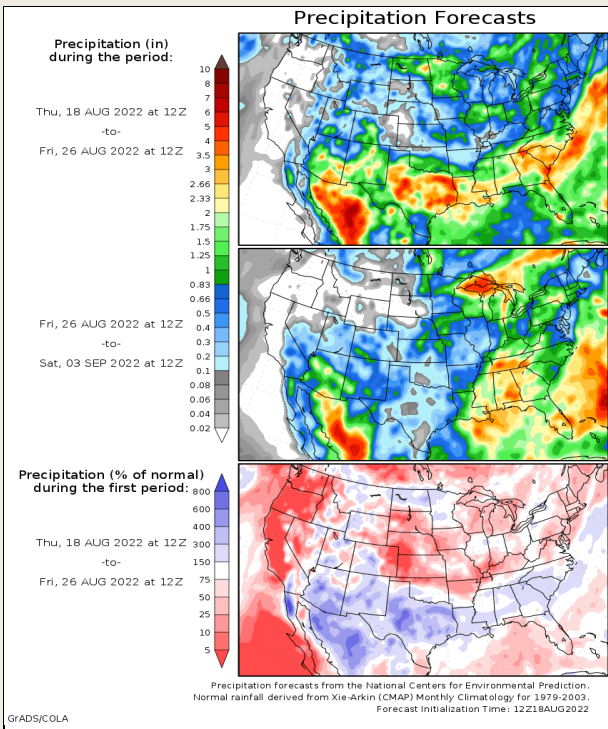 Precipitation Forecasts
Precipitation (in)
during the period:
Thu, 18 AUG 2022 at 12Z
-to-
Fri, 26 AUG 2022 at 12Z
10
8
7
6
5
4
3.5
3
2.66
2.33
2
1.75
1.5
1.25
1
0.83
0.66
0.5
0.4
0.3
0.2
0.1
0.08
0.06
0.04
0.02
Fri, 26 AUG 2022 at 12Z
-to-
Sat, 03 SEP 2022 at 12Z
Precipitation (% of normal)
during the first period:
Thu, 18 AUG 2022 at 12Z
-to-
Fri, 26 AUG 2022 at 12Z
800
600
400
300
150
75
50
25
10
5
Precipitation forecasts from the National Centers for Environmental Prediction.
Normal rainfall derived from Xie-Arkin (CMAP) Monthly Climatology for 1979-2003.
Forecast Initialization Time: 12Z18AUG2022
GrADS/COLA